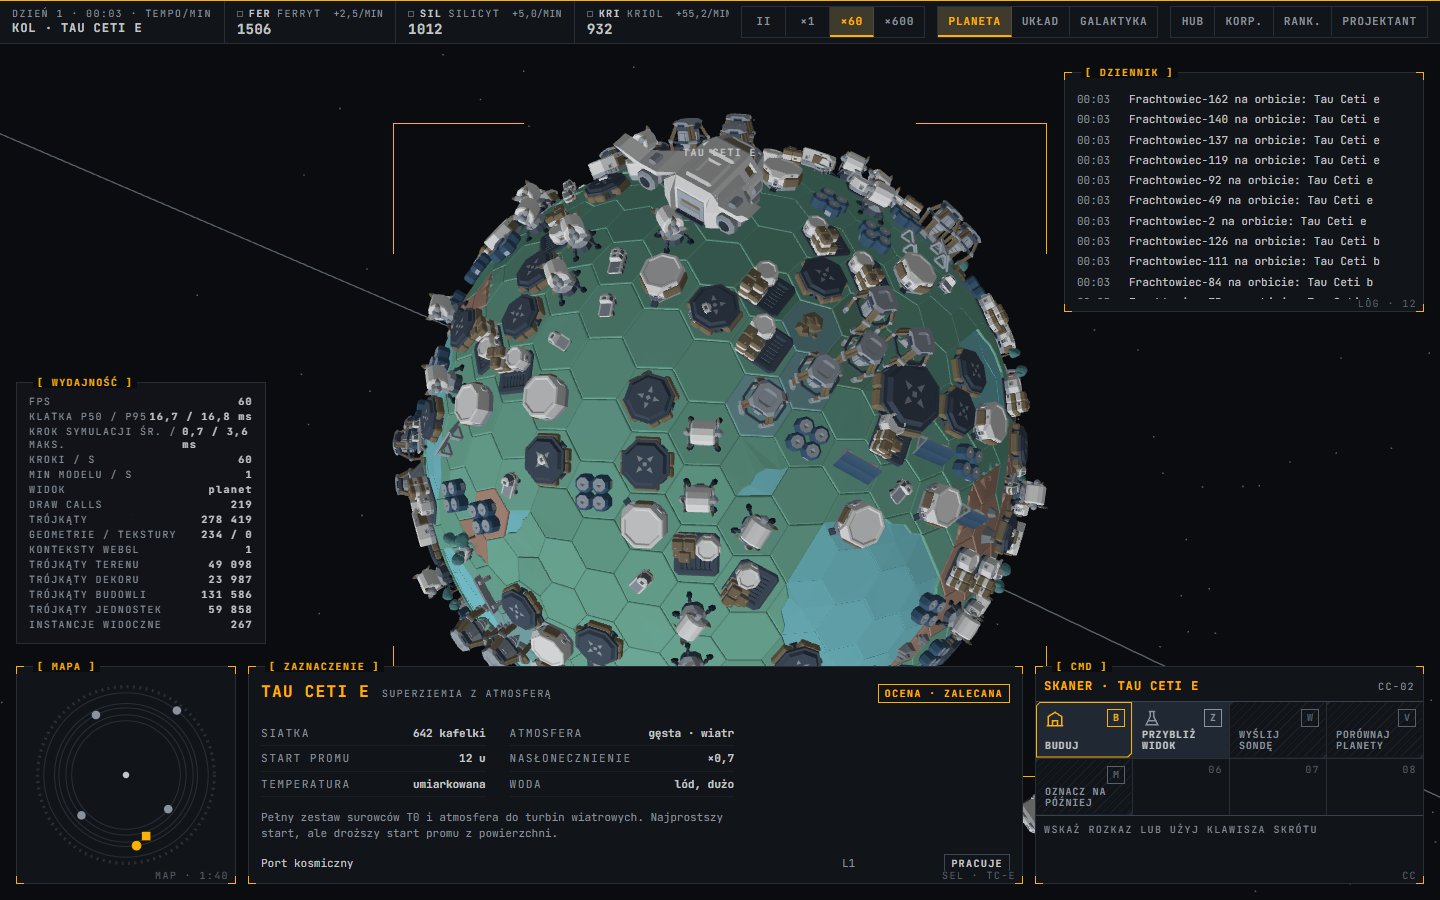 DZIEŃ 1 · 00:03 · TEMPO/MIN
KOL · TAU CETI E
FER FERRYT +2,5/MIN
1506
SIL SILICYT +5,0/MIN
1012
KRI KRIOL +55,2/MIN
932
II ×1 ×60 ×600
PLANETA UKŁAD GALAKTYKA
HUB KORP. RANK. PROJEKTANT
TAU CETI E
[ DZIENNIK ]
00:03 Frachtowiec-162 na orbicie: Tau Ceti e
00:03 Frachtowiec-140 na orbicie: Tau Ceti e
00:03 Frachtowiec-137 na orbicie: Tau Ceti e
00:03 Frachtowiec-119 na orbicie: Tau Ceti e
00:03 Frachtowiec-92 na orbicie: Tau Ceti e
00:03 Frachtowiec-49 na orbicie: Tau Ceti e
00:03 Frachtowiec-2 na orbicie: Tau Ceti e
00:03 Frachtowiec-126 na orbicie: Tau Ceti b
00:03 Frachtowiec-111 na orbicie: Tau Ceti b
00:03 Frachtowiec-84 na orbicie: Tau Ceti b
LOG · 12
[ WYDAJNOŚĆ ]
FPS 60
KLATKA P50 / P95 16,7 / 16,8 ms
KROK SYMULACJI ŚR. / MAKS. 0,7 / 3,6 ms
KROKI / S 60
MIN MODELU / S 1
WIDOK planet
DRAW CALLS 219
TRÓJKĄTY 278 419
GEOMETRIE / TEKSTURY 234 / 0
KONTEKSTY WEBGL 1
TRÓJKĄTY TERENU 49 098
TRÓJKĄTY DEKORU 23 987
TRÓJKĄTY BUDOWLI 131 586
TRÓJKĄTY JEDNOSTEK 59 858
INSTANCJE WIDOCZNE 267
[ MAPA ]
MAP · 1:40
[ ZAZNACZENIE ]
TAU CETI E SUPERZIEMIA Z ATMOSFERĄ
OCENA · ZALECANA
SIATKA 642 kafelki ATMOSFERA gęsta · wiatr
START PROMU 12 u NASŁONECZNIENIE ×0,7
TEMPERATURA umiarkowana WODA lód, dużo
Pełny zestaw surowców T0 i atmosfera do turbin wiatrowych. Najprostszy
start, ale droższy start promu z powierzchni.
Port kosmiczny L1 PRACUJE
SEL · TC-E
[ CMD ]
SKANER · TAU CETI E CC-02
B
BUDUJ
Z
PRZYBLIŻ
WIDOK
W
WYŚLIJ
SONDĘ
V
PORÓWNAJ
PLANETY
M
OZNACZ NA
PÓŹNIEJ
06 07 08
WSKAŻ ROZKAZ LUB UŻYJ KLAWISZA SKRÓTU
CC